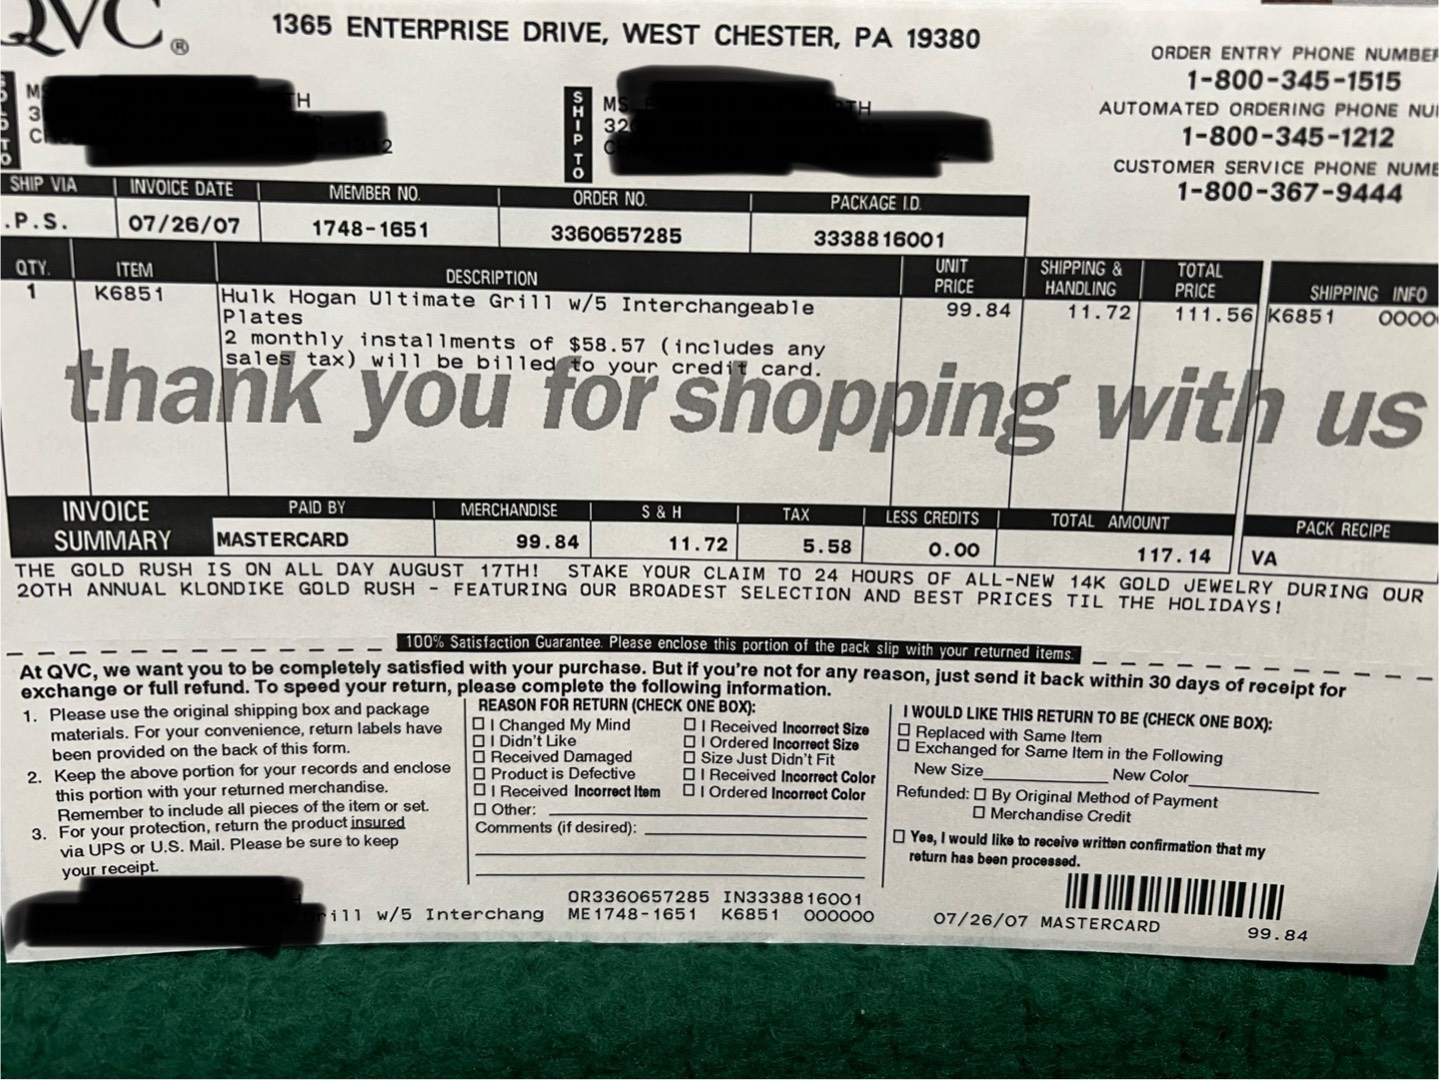 QVC®
1365 ENTERPRISE DRIVE, WEST CHESTER, PA 19380
ORDER ENTRY PHONE NUMBER
1-800-345-1515
AUTOMATED ORDERING PHONE NU
1-800-345-1212
CUSTOMER SERVICE PHONE NUM
1-800-367-9444
TO
SHIP TO
MS
TH
SHIP VIA INVOICE DATE MEMBER NO. ORDER NO. PACKAGE I.D.
.P.S. 07/26/07 1748-1651 3360657285 3338816001
QTY. ITEM DESCRIPTION UNIT PRICE SHIPPING & HANDLING TOTAL PRICE SHIPPING INFO
1 K6851 Hulk Hogan Ultimate Grill w/5 Interchangeable 99.84 11.72 111.56 K6851 0000
Plates
2 monthly installments of $58.57 (includes any
sales tax) will be billed to your credit card.
thank you for shopping with us
INVOICE SUMMARY PAID BY MERCHANDISE S & H TAX LESS CREDITS TOTAL AMOUNT PACK RECIPE
MASTERCARD 99.84 11.72 5.58 0.00 117.14 VA
THE GOLD RUSH IS ON ALL DAY AUGUST 17TH! STAKE YOUR CLAIM TO 24 HOURS OF ALL-NEW 14K GOLD JEWELRY DURING OUR
20TH ANNUAL KLONDIKE GOLD RUSH - FEATURING OUR BROADEST SELECTION AND BEST PRICES TIL THE HOLIDAYS!
100% Satisfaction Guarantee. Please enclose this portion of the pack slip with your returned items.
At QVC, we want you to be completely satisfied with your purchase. But if you're not for any reason, just send it back within 30 days of receipt for
exchange or full refund. To speed your return, please complete the following information.
1. Please use the original shipping box and package
materials. For your convenience, return labels have
been provided on the back of this form.
2. Keep the above portion for your records and enclose
this portion with your returned merchandise.
Remember to include all pieces of the item or set.
3. For your protection, return the product insured
via UPS or U.S. Mail. Please be sure to keep
your receipt.
REASON FOR RETURN (CHECK ONE BOX):
I Changed My Mind
I Didn't Like
Received Damaged
Product is Defective
I Received Incorrect Item
Other:
I Received Incorrect Size
I Ordered Incorrect Size
Size Just Didn't Fit
I Received Incorrect Color
I Ordered Incorrect Color
Comments (if desired):
I WOULD LIKE THIS RETURN TO BE (CHECK ONE BOX):
Replaced with Same Item
Exchanged for Same Item in the Following
New Size New Color
Refunded: By Original Method of Payment
Merchandise Credit
Yes, I would like to receive written confirmation that my
return has been processed.
OR3360657285 IN3338816001
rill w/5 Interchang ME1748-1651 K6851 000000
07/26/07 MASTERCARD
99.84